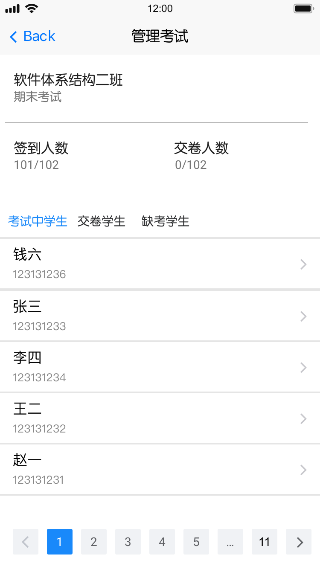 12:00
Back 管理考试
软件体系结构二班
期末考试
签到人数 交卷人数
101/102 0/102
考试中学生 交卷学生 缺考学生
钱六
123131236
张三
123131233
李四
123131234
王二
123131232
赵一
123131231
1 2 3 4 5 ... 11